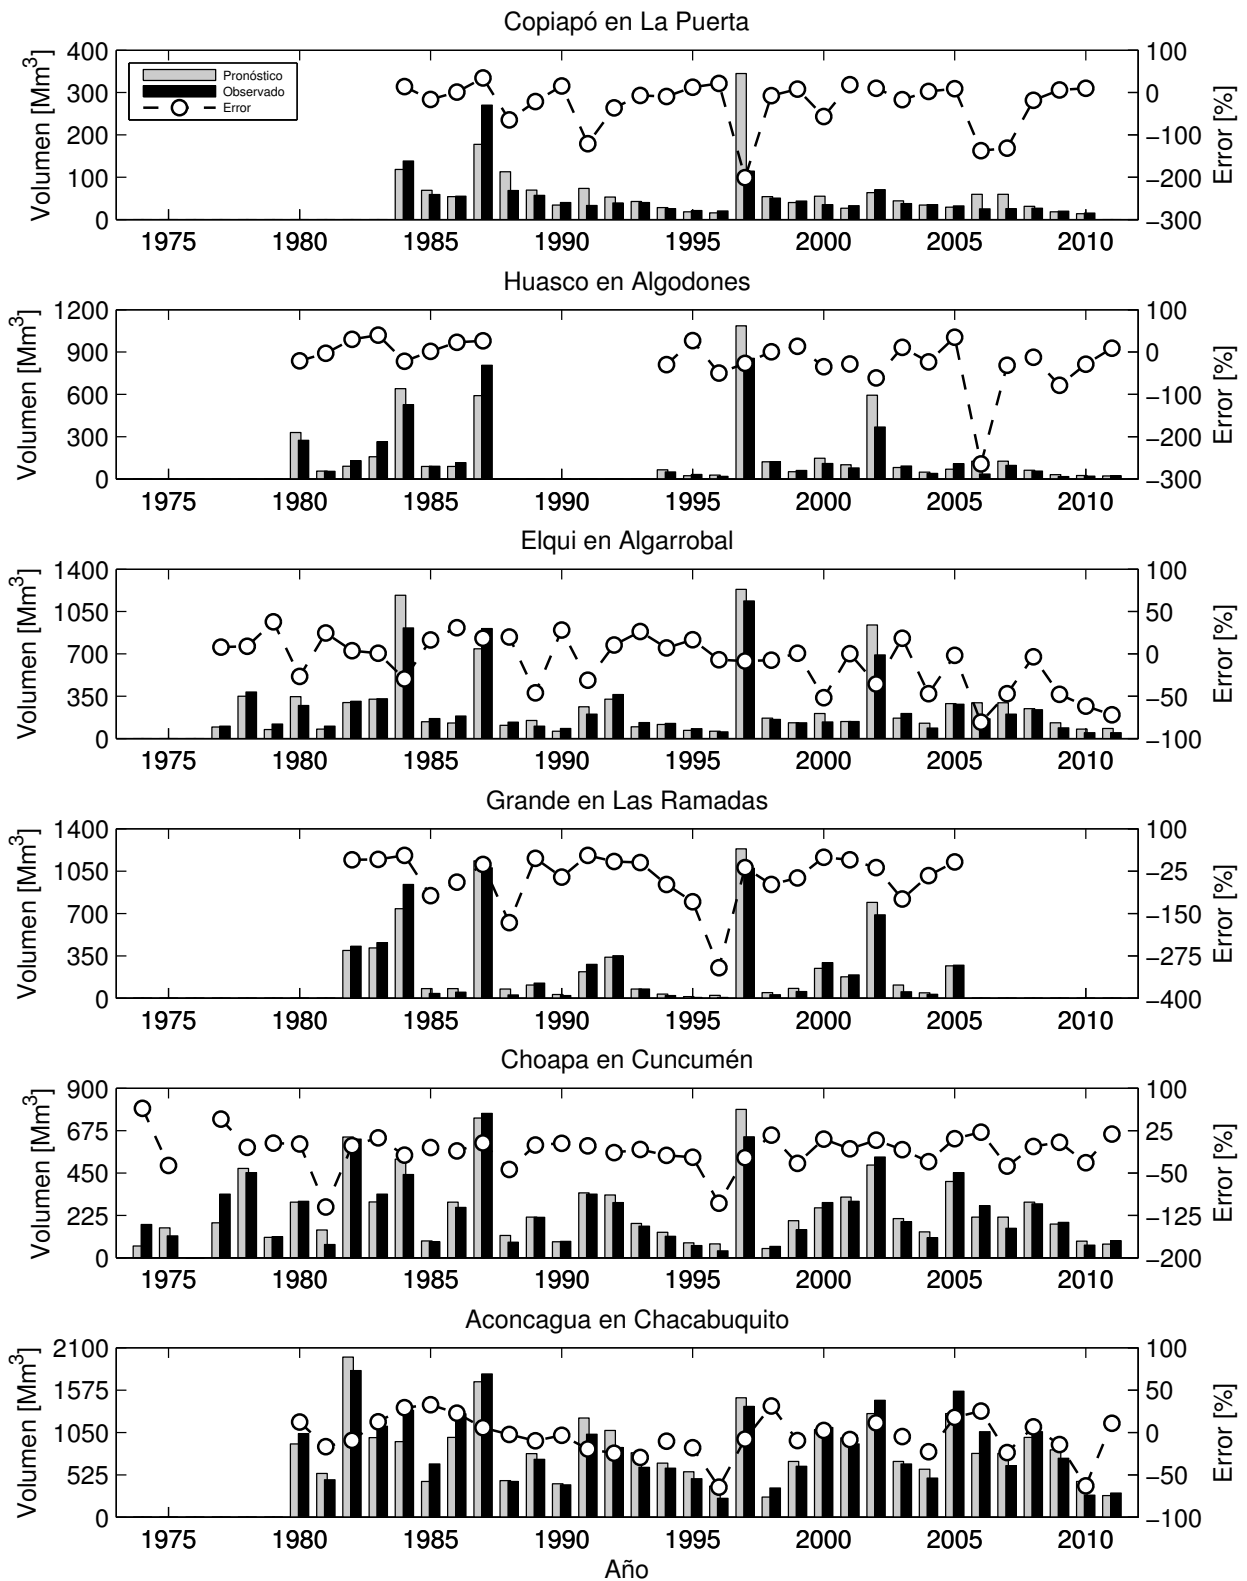 Copiapó en La Puerta
Volumen [Mm³]
400
300
200
100
0
Pronóstico
Observado
Error
100
0
−100
−200
−300
Error [%]
1975 1980 1985 1990 1995 2000 2005 2010
Huasco en Algodones
Volumen [Mm³]
1200
900
600
300
0
100
0
−100
−200
−300
Error [%]
1975 1980 1985 1990 1995 2000 2005 2010
Elqui en Algarrobal
Volumen [Mm³]
1400
1050
700
350
0
100
50
0
−50
−100
Error [%]
1975 1980 1985 1990 1995 2000 2005 2010
Grande en Las Ramadas
Volumen [Mm³]
1400
1050
700
350
0
100
−25
−150
−275
−400
Error [%]
1975 1980 1985 1990 1995 2000 2005 2010
Choapa en Cuncumén
Volumen [Mm³]
900
675
450
225
0
100
25
−50
−125
−200
Error [%]
1975 1980 1985 1990 1995 2000 2005 2010
Aconcagua en Chacabuquito
Volumen [Mm³]
2100
1575
1050
525
0
100
50
0
−50
−100
Error [%]
1975 1980 1985 1990 1995 2000 2005 2010
Año